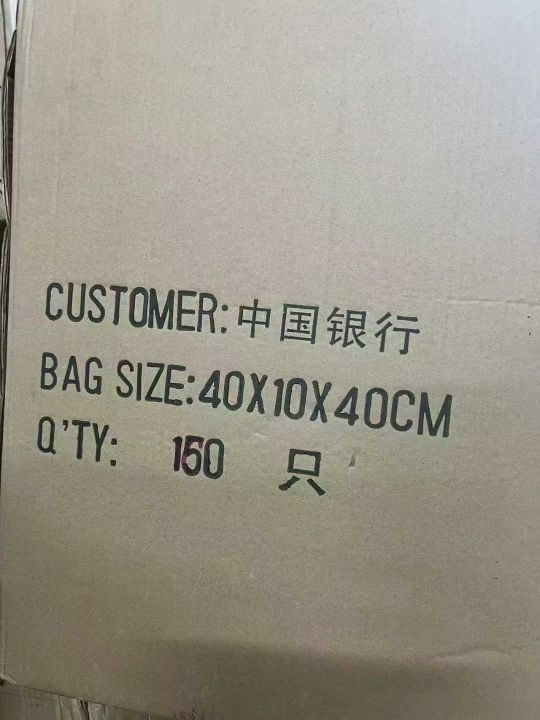 CUSTOMER:中国银行
BAG SIZE:40X10X40CM
Q'TY: 150 只